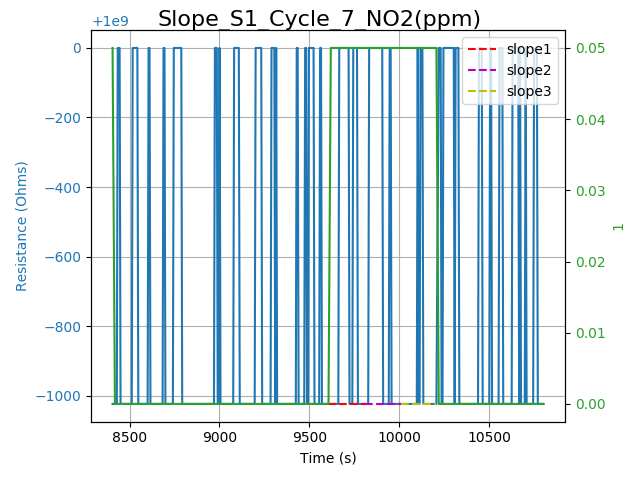 Slope_S1_Cycle_7_NO2(ppm)
+1e9
0
−200
−400
−600
−800
−1000
Resistance (Ohms)
8500
9000
9500
10000
10500
Time (s)
0.05
0.04
0.03
0.02
0.01
0.00
1
slope1
slope2
slope3